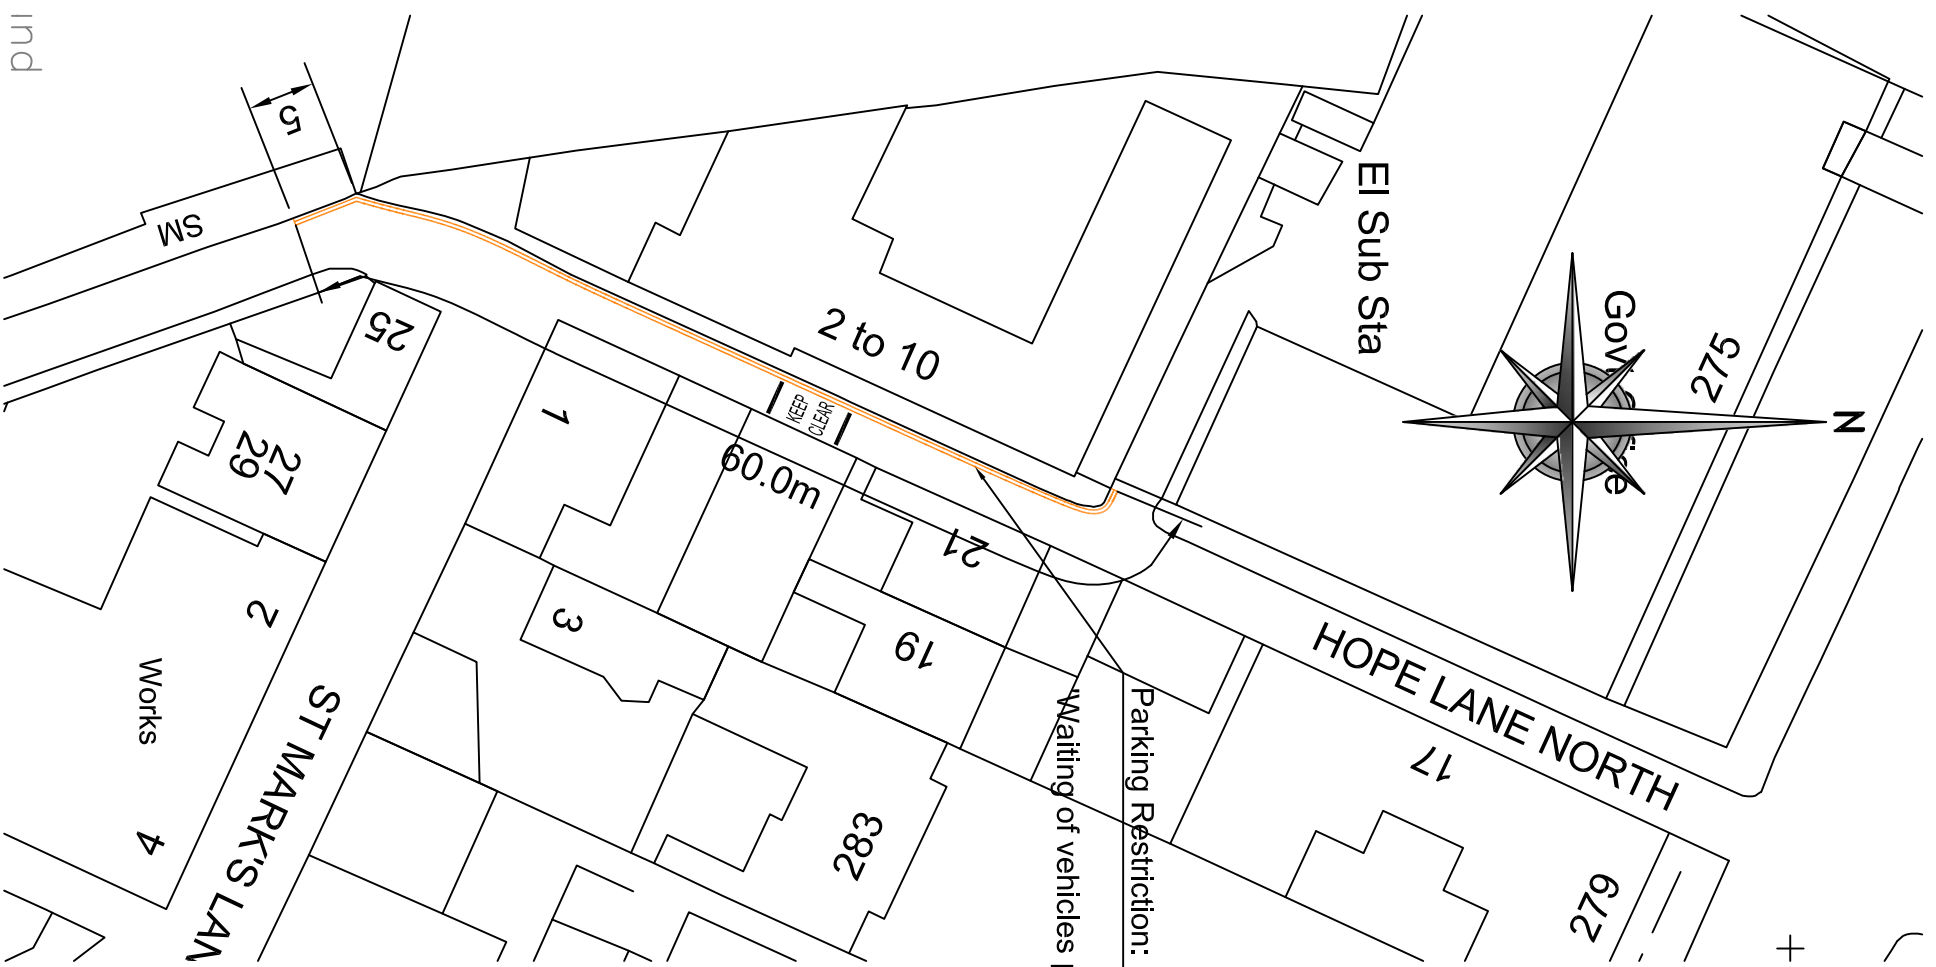 ind
5
SM
25
27
29
2
Works
4
ST MARK'S LAN
1
3
2 to 10
KEEP
CLEAR
60.0m
21
19
283
El Sub Sta
275
N
HOPE LANE NORTH
17
279
Parking Restriction:
'Waiting of vehicles